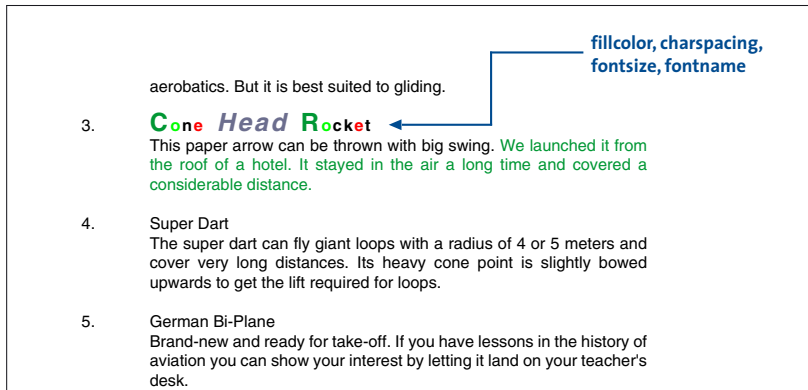 fillcolor, charspacing,
fontsize, fontname
aerobatics. But it is best suited to gliding.
3. Cone Head Rocket
This paper arrow can be thrown with big swing. We launched it from
the roof of a hotel. It stayed in the air a long time and covered a
considerable distance.
4. Super Dart
The super dart can fly giant loops with a radius of 4 or 5 meters and
cover very long distances. Its heavy cone point is slightly bowed
upwards to get the lift required for loops.
5. German Bi-Plane
Brand-new and ready for take-off. If you have lessons in the history of
aviation you can show your interest by letting it land on your teacher's
desk.